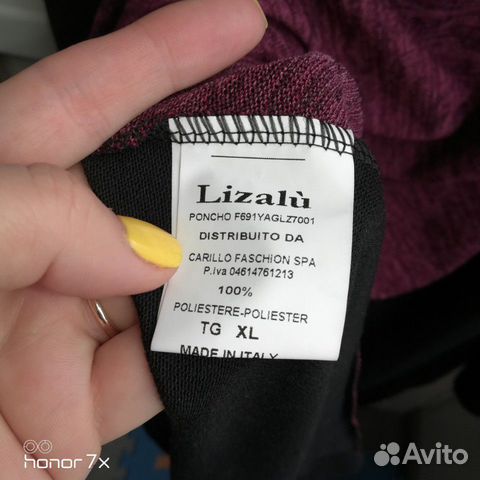 Lizalù
PONCHO F691YAGLZ7001
DISTRIBUITO DA
CARILLO FASCHION SPA
P.Iva 04614761213
100%
POLIESTERE-POLIESTER
TG XL
MADE IN ITALY
honor 7x
Avito